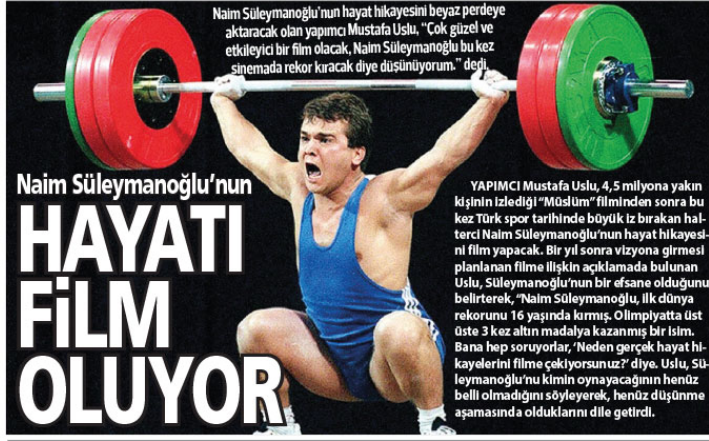 Naim Süleymanoğlu'nun hayat hikayesini beyaz perdeye
aktaracak olan yapımcı Mustafa Uslu, “Çok güzel ve
etkileyici bir film olacak, Naim Süleymanoğlu bu kez
sinemada rekor kıracak diye düşünüyorum.” dedi.
Naim Süleymanoğlu’nun
HAYATI
FiLM
OLUYOR
YAPIMCI Mustafa Uslu, 4,5 milyona yakın
kişinin izlediği “Müslüm” filminden sonra bu
kez Türk spor tarihinde büyük iz bırakan hal-
terci Naim Süleymanoğlu’nun hayat hikayesi-
ni film yapacak. Bir yıl sonra vizyona girmesi
planlanan filme ilişkin açıklamada bulunan
Uslu, Süleymanoğlu’nun bir efsane olduğunu
belirterek, “Naim Süleymanoğlu, ilk dünya
rekorunu 16 yaşında kırmış. Olimpiyatta üst
üste 3 kez altın madalya kazanmış bir isim.
Bana hep soruyorlar, ‘Neden gerçek hayat hi-
kayelerini filme çekiyorsunuz?’ diye. Uslu, Sü-
leymanoğlu’nu kimin oynayacağının henüz
belli olmadığını söyleyerek, henüz düşünme
aşamasında olduklarını dile getirdi.